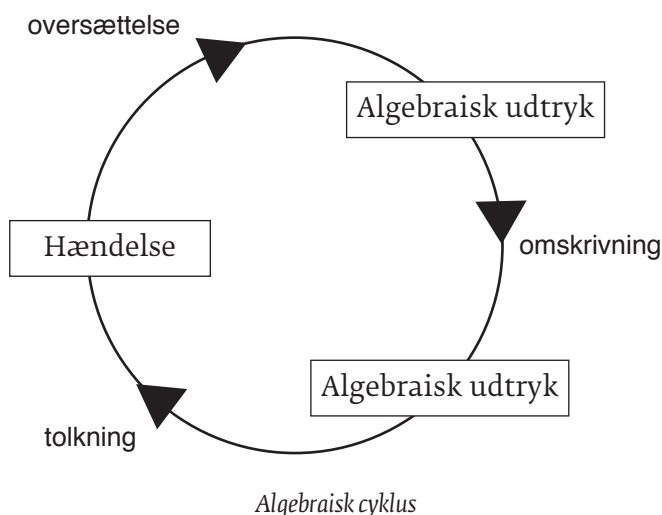 oversættelse
Algebraisk udtryk
Hændelse
omskrivning
Algebraisk udtryk
tolkning
Algebraisk cyklus